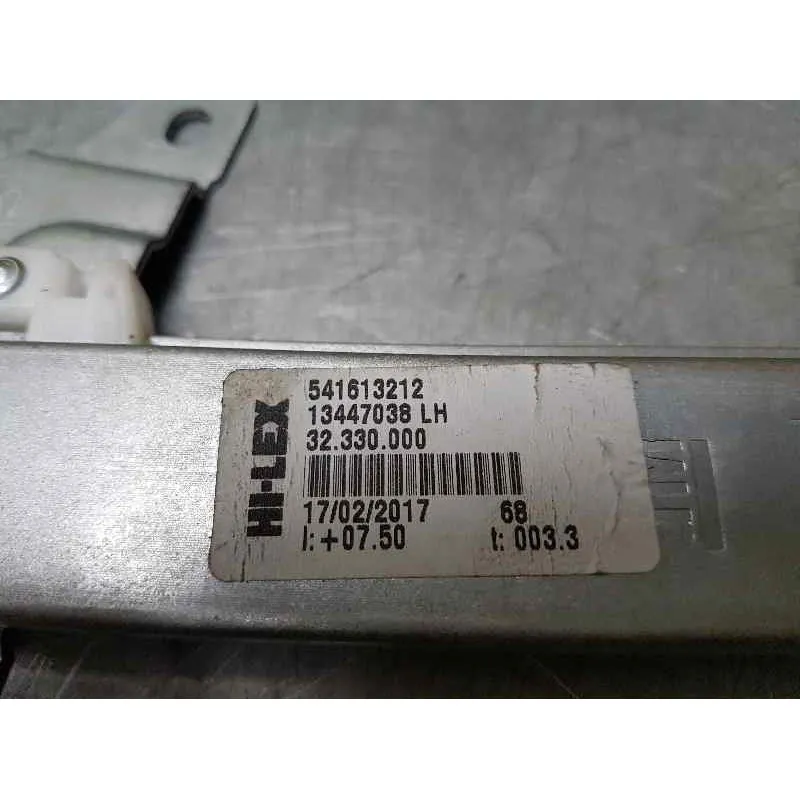 HI-LEX
541613212
13447038 LH
32.330.000
17/02/2017 68
I: +07.50 t: 003.3